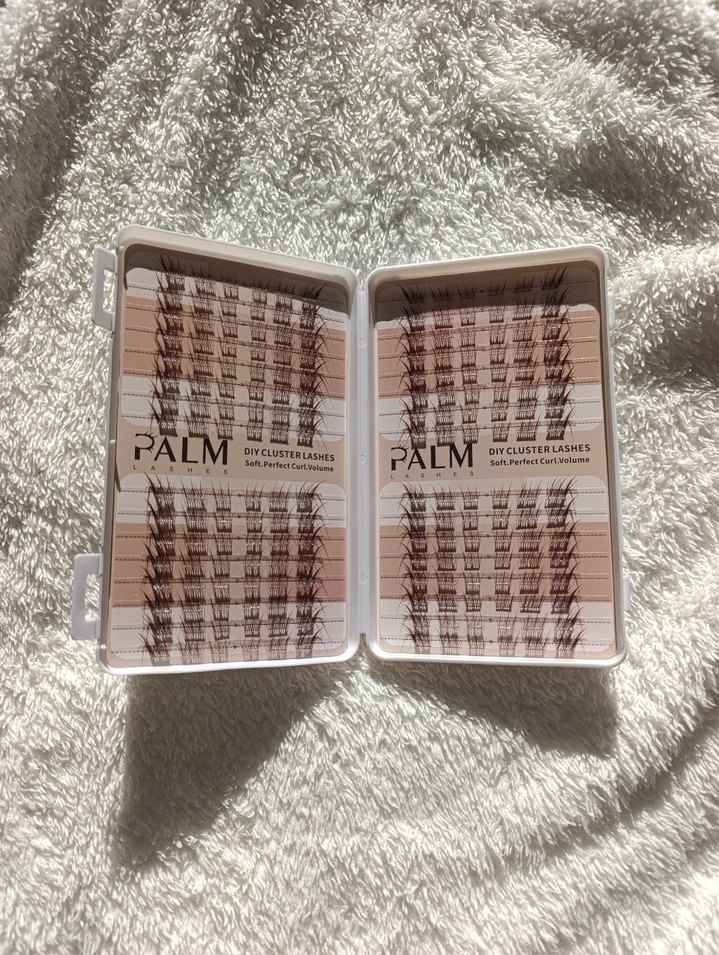 PALM
LASHES
DIY CLUSTER LASHES
Soft.Perfect Curl.Volume
PALM
LASHES
DIY CLUSTER LASHES
Soft.Perfect Curl.Volume